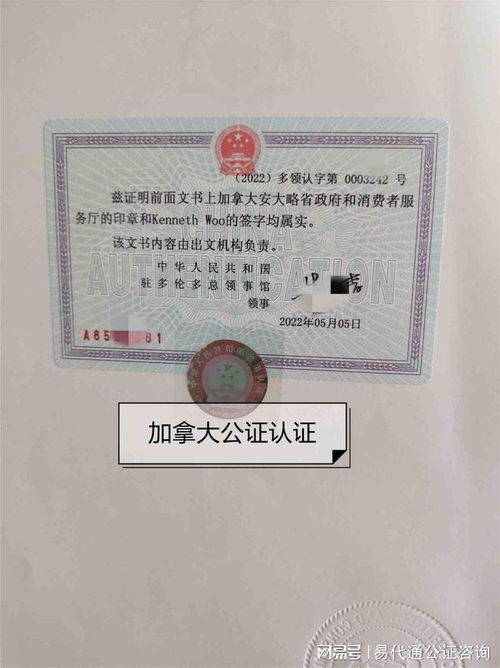 (2022) 多领认字第 0003242 号
兹证明前面文书上加拿大安大略省政府和消费者服
务厅的印章和Kenneth Woo的签字均属实。
该文书内容由出文机构负责。
AUTHENTICATION
中华人民共和国
驻多伦多总领事馆
领事
2022年05月05日
加拿大公证认证
网易号 / 易代通公证咨询